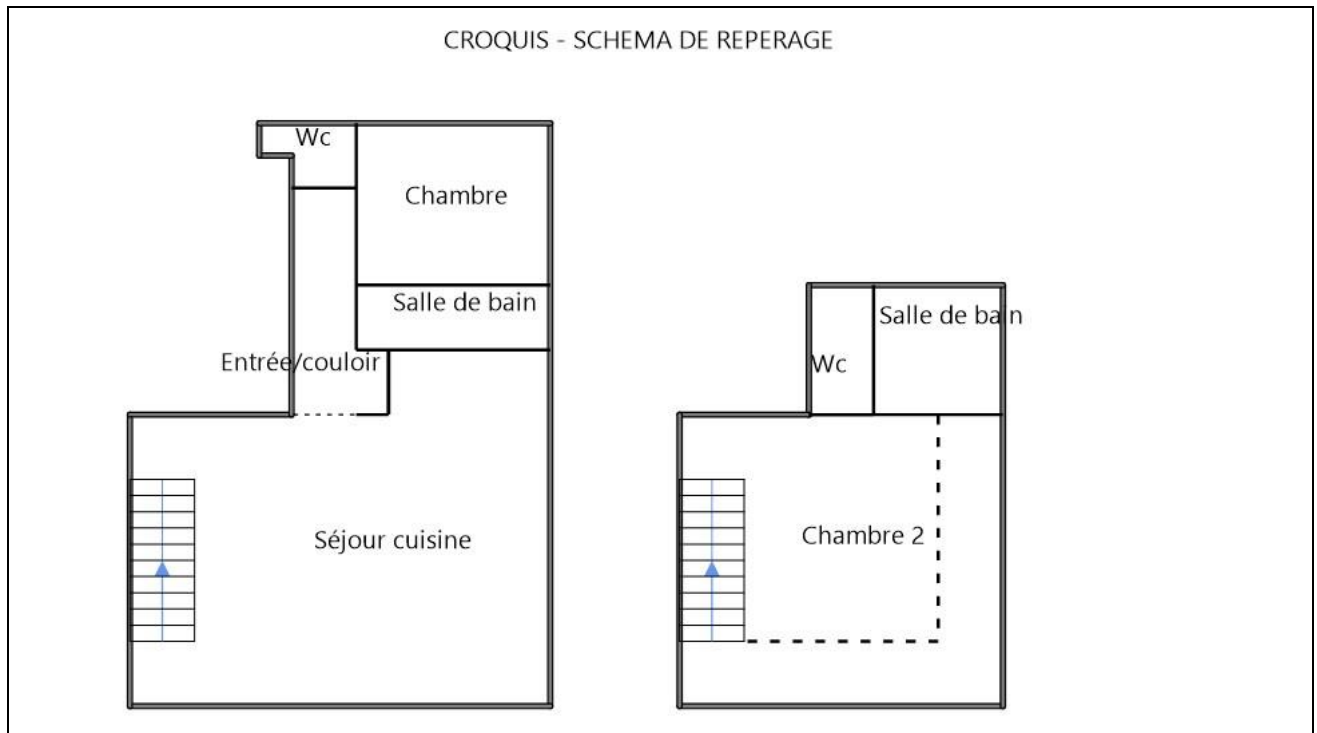 CROQUIS - SCHEMA DE REPERAGE
Wc
Chambre
Salle de bain
Entrée/couloir
Séjour cuisine
Salle de bain
Wc
Chambre 2